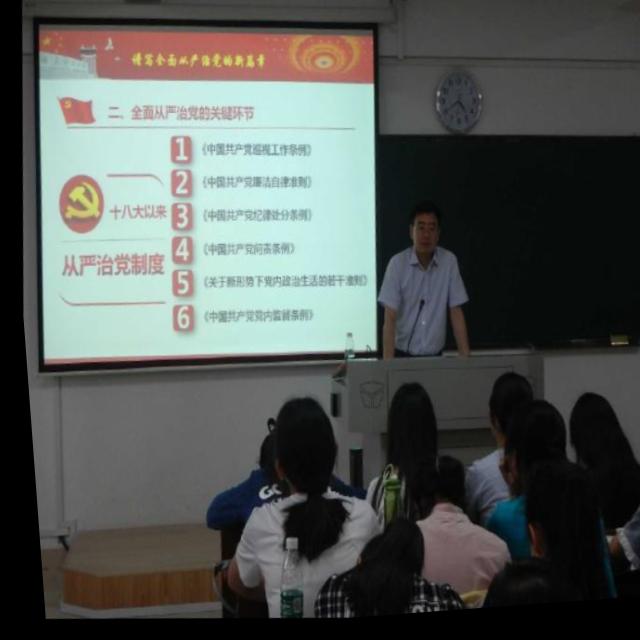 谱写全面从严治党的新篇章
二、全面从严治党的关键环节
1 《中国共产党巡视工作条例》
2 《中国共产党廉洁自律准则》
十八大以来
3 《中国共产党纪律处分条例》
4 《中国共产党问责条例》
从严治党制度
5 《关于新形势下党内政治生活的若干准则》
6 《中国共产党党内监督条例》